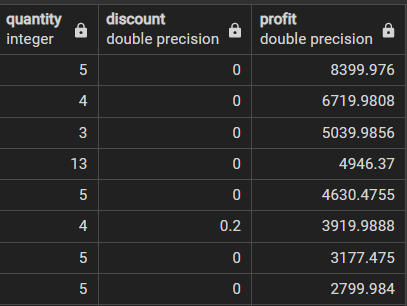 quantity discount profit
integer double precision double precision
5 0 8399.976
4 0 6719.9808
3 0 5039.9856
13 0 4946.37
5 0 4630.4755
4 0.2 3919.9888
5 0 3177.475
5 0 2799.984